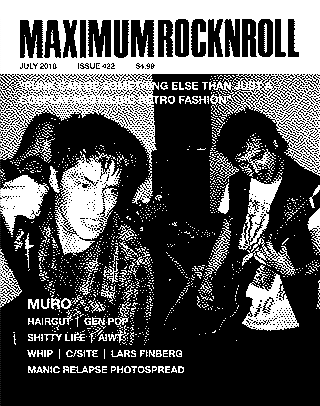 MAXIMUMROCKNROLL
JULY 2018 ISSUE 422 $4.99
ELSE THAN JUST A
RETRO FASHION"
MURO
HAIRCUT | GEN POP
SHITTY LIFE | AIWT
WHIP | C/SITE | LARS FINBERG
MANIC RELAPSE PHOTOSPREAD